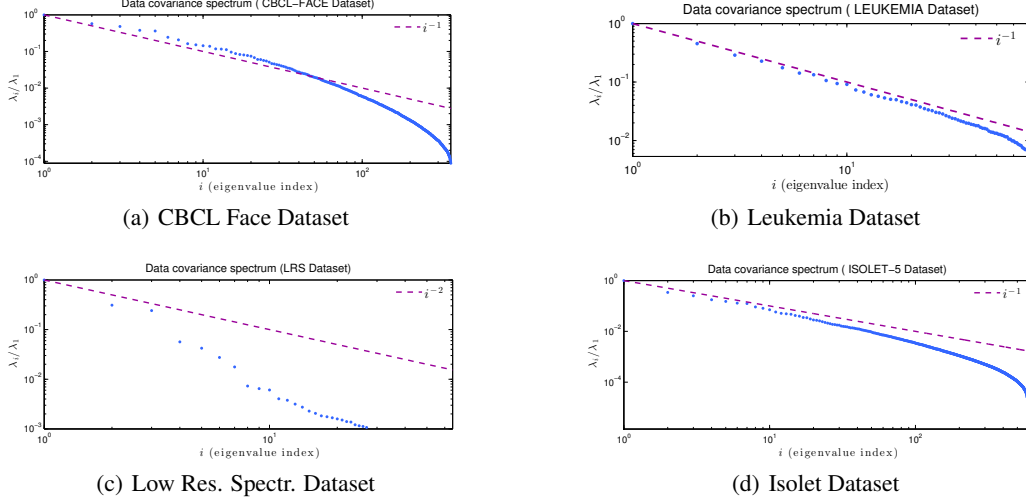 Data covariance spectrum ( CBCL−FACE Dataset)
10^0
10^-1
10^-2
10^-3
10^-4
λ_i/λ_1
i^-1
10^0
10^1
10^2
i (eigenvalue index)
(a) CBCL Face Dataset
Data covariance spectrum ( LEUKEMIA Dataset)
10^0
10^-1
10^-2
λ_i/λ_1
i^-1
10^0
10^1
i (eigenvalue index)
(b) Leukemia Dataset
Data covariance spectrum (LRS Dataset)
10^0
10^-1
10^-2
10^-3
λ_i/λ_1
i^-2
10^0
10^1
i (eigenvalue index)
(c) Low Res. Spectr. Dataset
Data covariance spectrum ( ISOLET−5 Dataset)
10^0
10^-2
10^-4
λ_i/λ_1
i^-1
10^0
10^1
10^2
i (eigenvalue index)
(d) Isolet Dataset